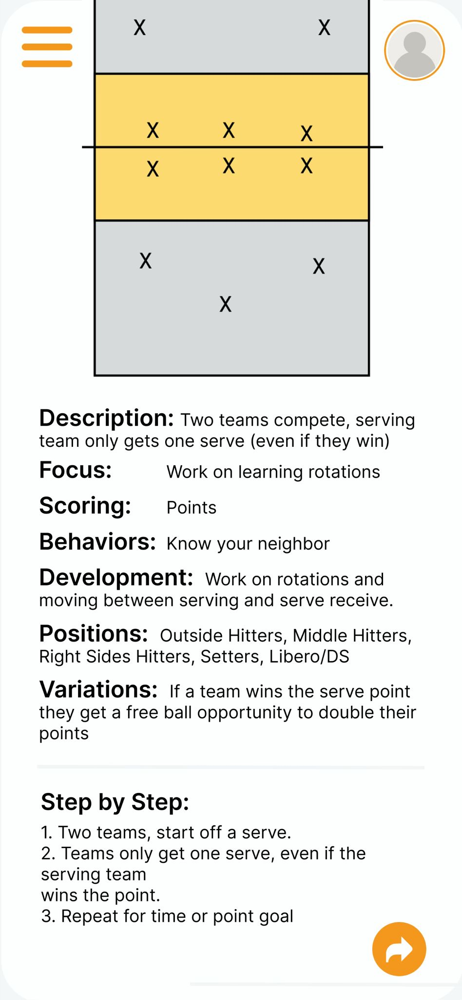 X X
X X X
X X X
X X
X
Description: Two teams compete, serving
team only gets one serve (even if they win)
Focus: Work on learning rotations
Scoring: Points
Behaviors: Know your neighbor
Development: Work on rotations and
moving between serving and serve receive.
Positions: Outside Hitters, Middle Hitters,
Right Sides Hitters, Setters, Libero/DS
Variations: If a team wins the serve point
they get a free ball opportunity to double their
points
Step by Step:
1. Two teams, start off a serve.
2. Teams only get one serve, even if the
serving team
wins the point.
3. Repeat for time or point goal